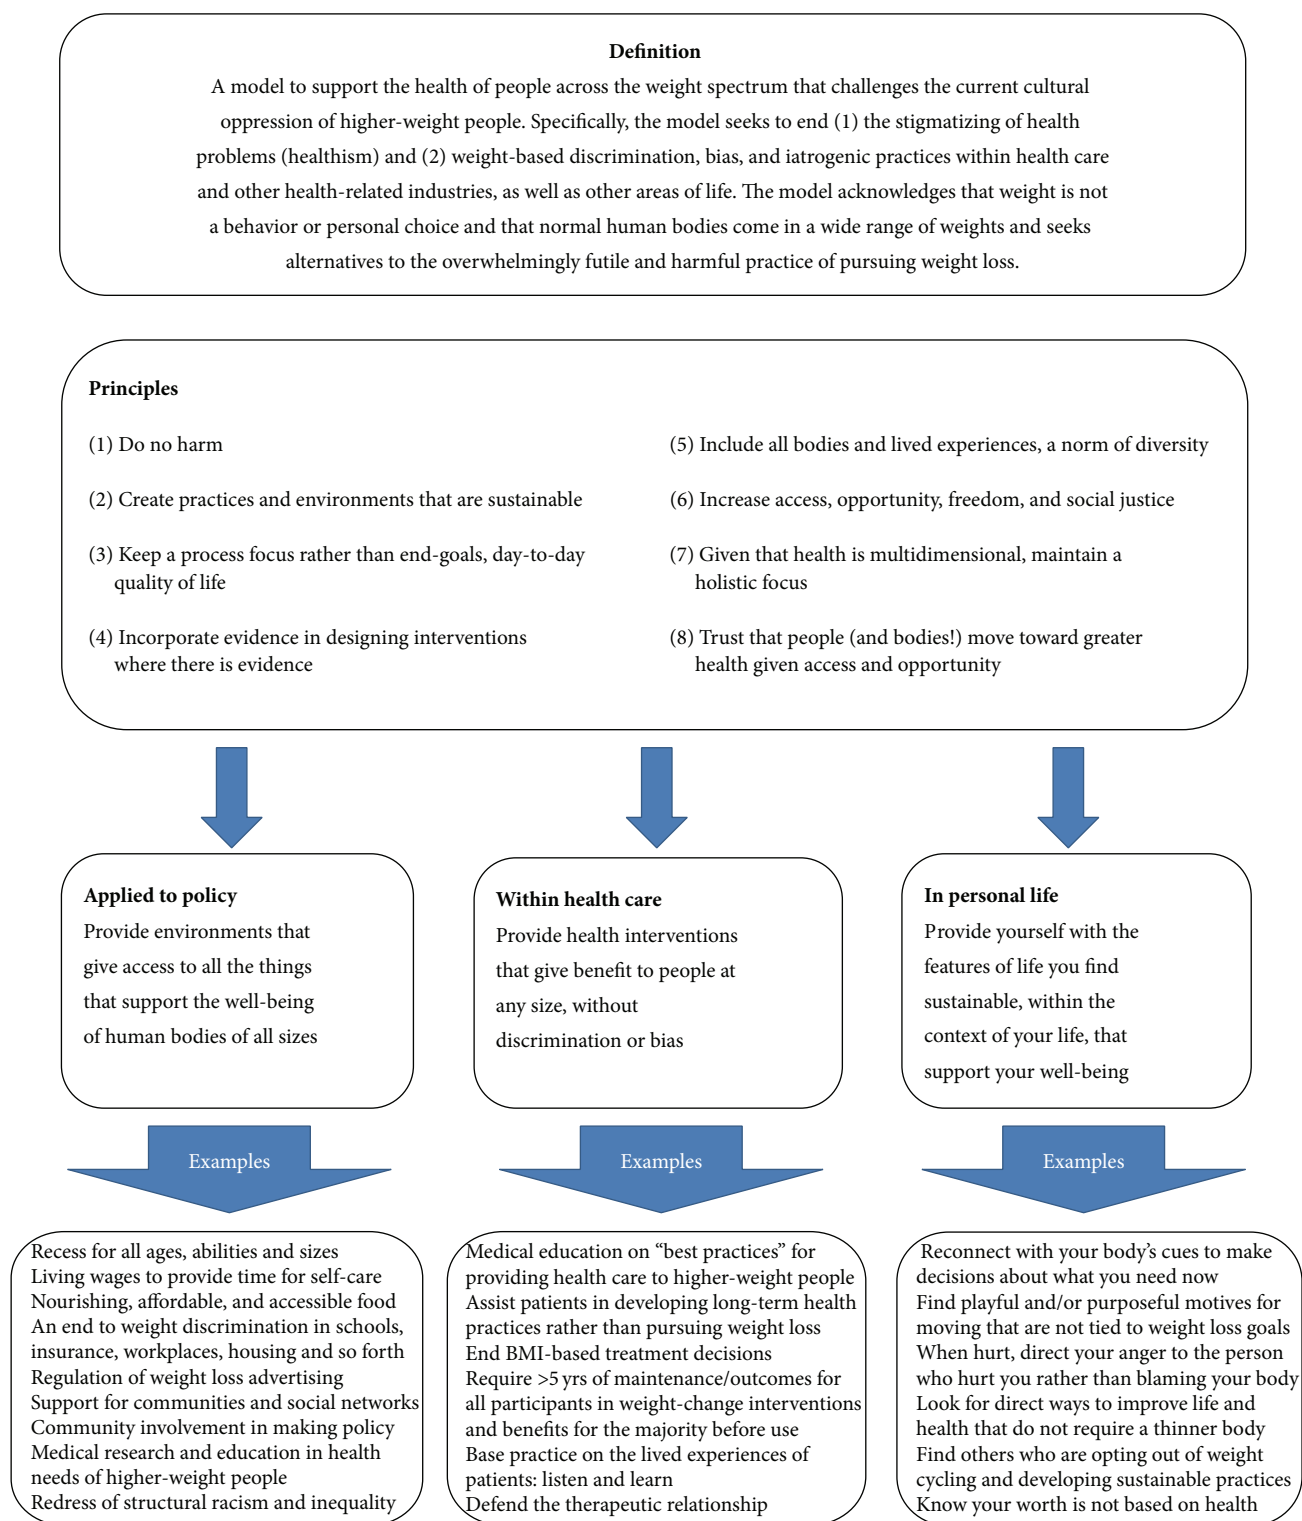 Definition
A model to support the health of people across the weight spectrum that challenges the current cultural
oppression of higher-weight people. Specifically, the model seeks to end (1) the stigmatizing of health
problems (healthism) and (2) weight-based discrimination, bias, and iatrogenic practices within health care
and other health-related industries, as well as other areas of life. The model acknowledges that weight is not
a behavior or personal choice and that normal human bodies come in a wide range of weights and seeks
alternatives to the overwhelmingly futile and harmful practice of pursuing weight loss.
Principles
(1) Do no harm
(2) Create practices and environments that are sustainable
(3) Keep a process focus rather than end-goals, day-to-day
quality of life
(4) Incorporate evidence in designing interventions
where there is evidence
(5) Include all bodies and lived experiences, a norm of diversity
(6) Increase access, opportunity, freedom, and social justice
(7) Given that health is multidimensional, maintain a
holistic focus
(8) Trust that people (and bodies!) move toward greater
health given access and opportunity
Applied to policy
Provide environments that
give access to all the things
that support the well-being
of human bodies of all sizes
Within health care
Provide health interventions
that give benefit to people at
any size, without
discrimination or bias
In personal life
Provide yourself with the
features of life you find
sustainable, within the
context of your life, that
support your well-being
Examples
Examples
Examples
Recess for all ages, abilities and sizes
Living wages to provide time for self-care
Nourishing, affordable, and accessible food
An end to weight discrimination in schools,
insurance, workplaces, housing and so forth
Regulation of weight loss advertising
Support for communities and social networks
Community involvement in making policy
Medical research and education in health
needs of higher-weight people
Redress of structural racism and inequality
Medical education on “best practices” for
providing health care to higher-weight people
Assist patients in developing long-term health
practices rather than pursuing weight loss
End BMI-based treatment decisions
Require >5 yrs of maintenance/outcomes for
all participants in weight-change interventions
and benefits for the majority before use
Base practice on the lived experiences of
patients: listen and learn
Defend the therapeutic relationship
Reconnect with your body’s cues to make
decisions about what you need now
Find playful and/or purposeful motives for
moving that are not tied to weight loss goals
When hurt, direct your anger to the person
who hurt you rather than blaming your body
Look for direct ways to improve life and
health that do not require a thinner body
Find others who are opting out of weight
cycling and developing sustainable practices
Know your worth is not based on health